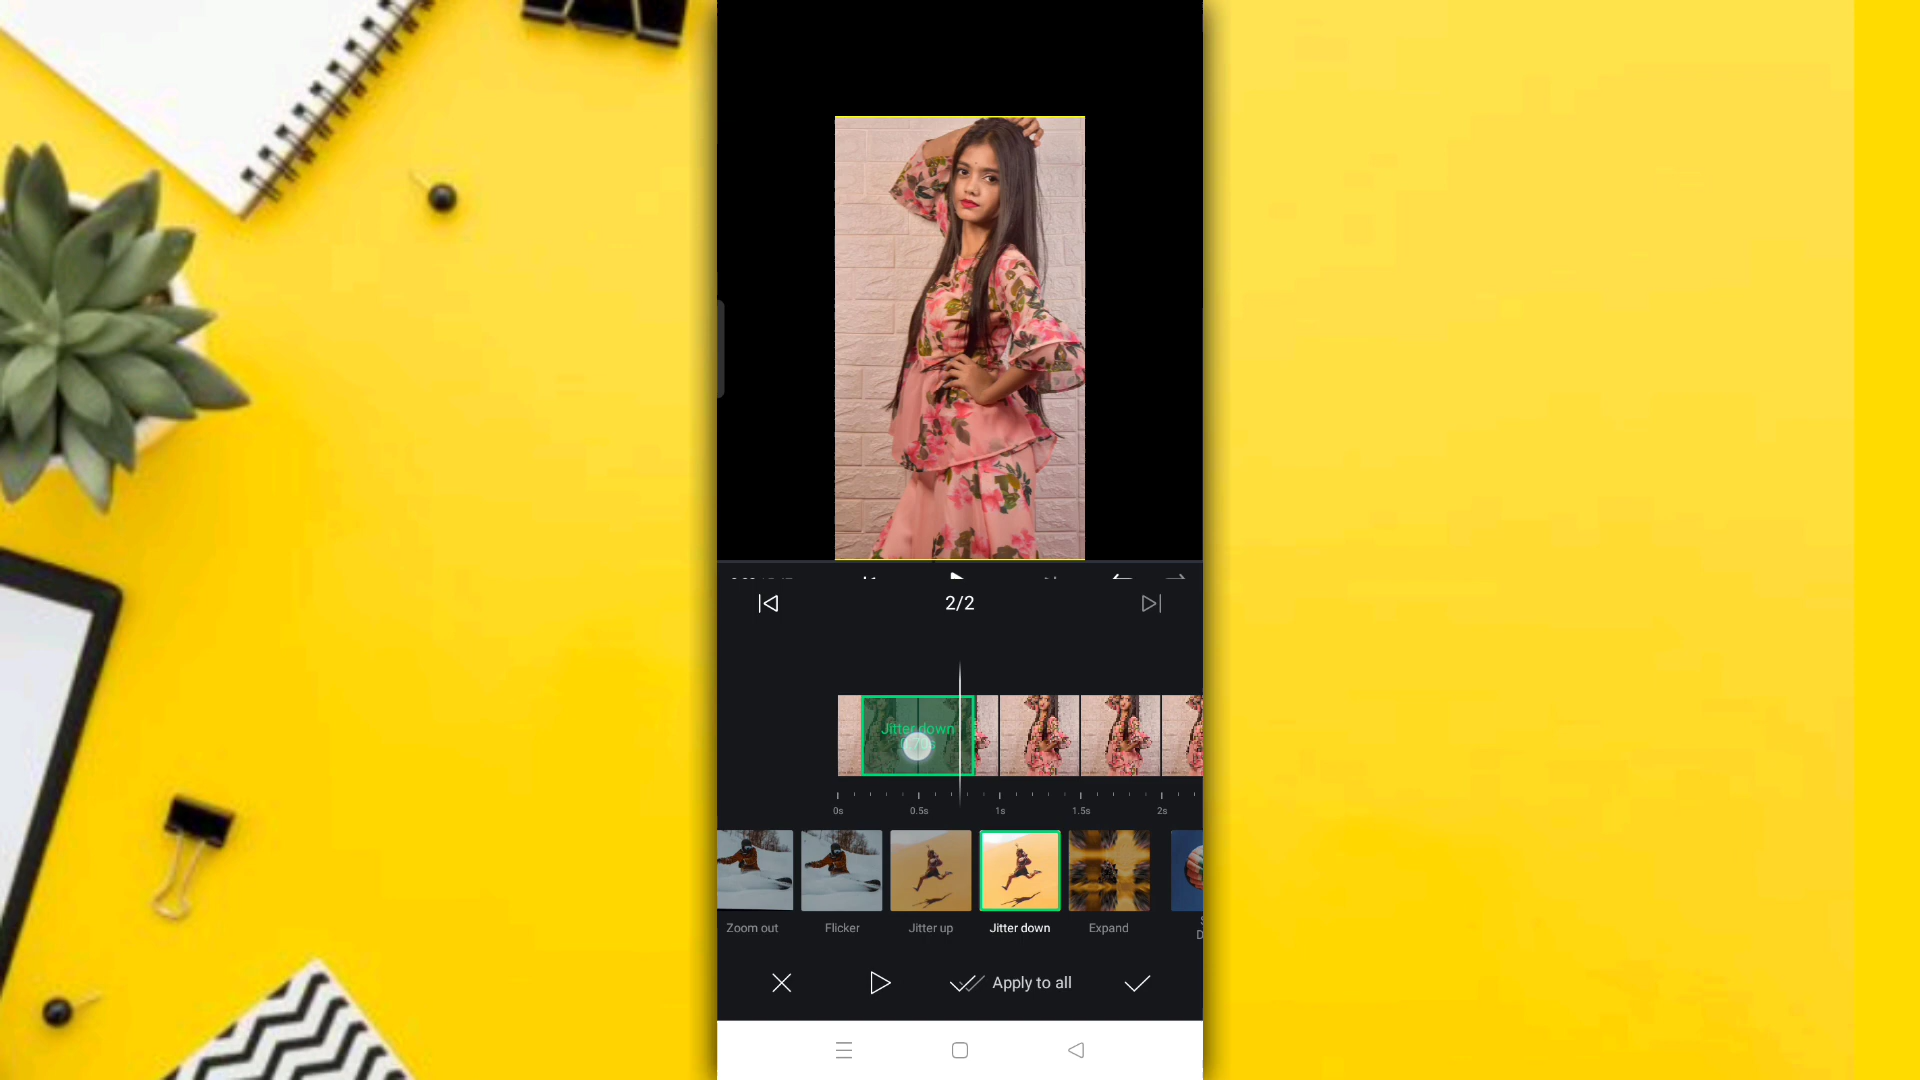 2/2
Jitter down
0s 0.5s 1s 1.5s 2s
Zoom out Flicker Jitter up Jitter down Expand
Apply to all